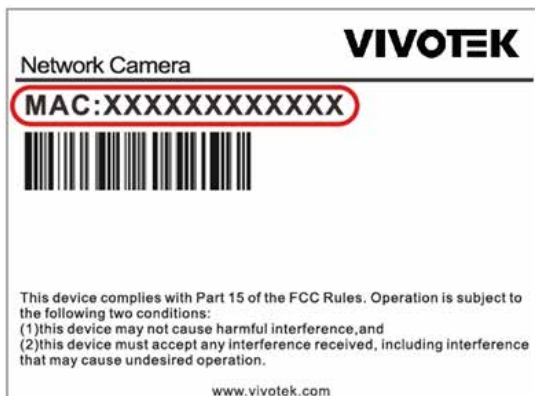 VIVOTEK
Network Camera
MAC:XXXXXXXXXXXX
This device complies with Part 15 of the FCC Rules. Operation is subject to
the following two conditions:
(1)this device may not cause harmful interference,and
(2)this device must accept any interference received, including interference
that may cause undesired operation.
www.vivotek.com